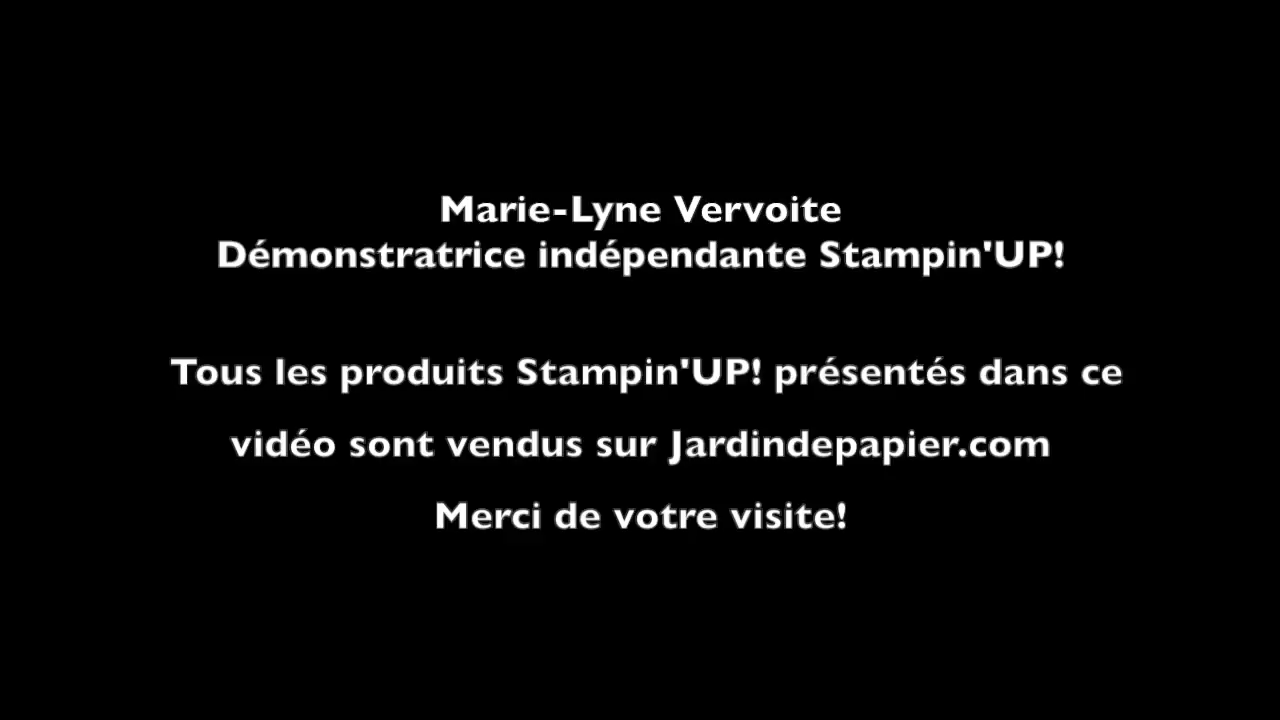 Marie-Lyne Vervoite
Démonstratrice indépendante Stampin'UP!
Tous les produits Stampin'UP! présentés dans ce
vidéo sont vendus sur Jardindepapier.com
Merci de votre visite!